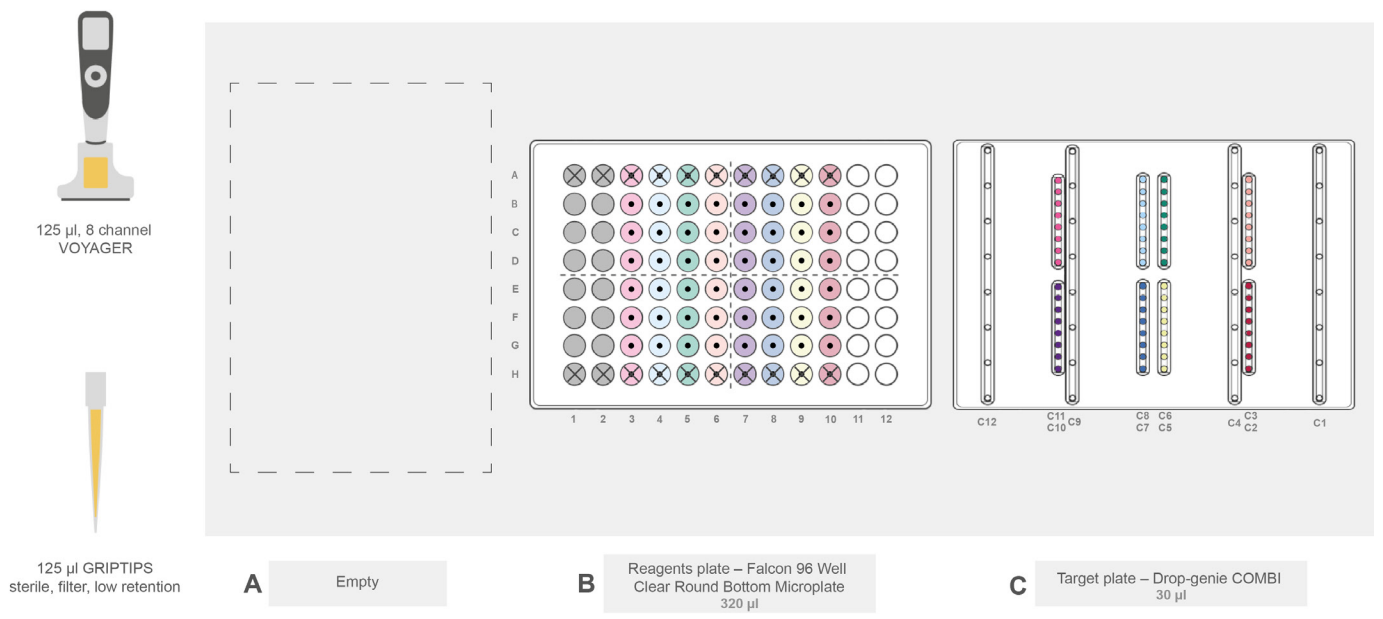 125 µl, 8 channel
VOYAGER
125 µl GRIPTIPS
sterile, filter, low retention
A
B
C
D
E
F
G
H
1 2 3 4 5 6 7 8 9 10 11 12
C12 C11 C9 C8 C6 C4 C3 C1
C10 C7 C5 C2
A Empty
B Reagents plate – Falcon 96 Well
Clear Round Bottom Microplate
320 µl
C Target plate – Drop-genie COMBI
30 µl